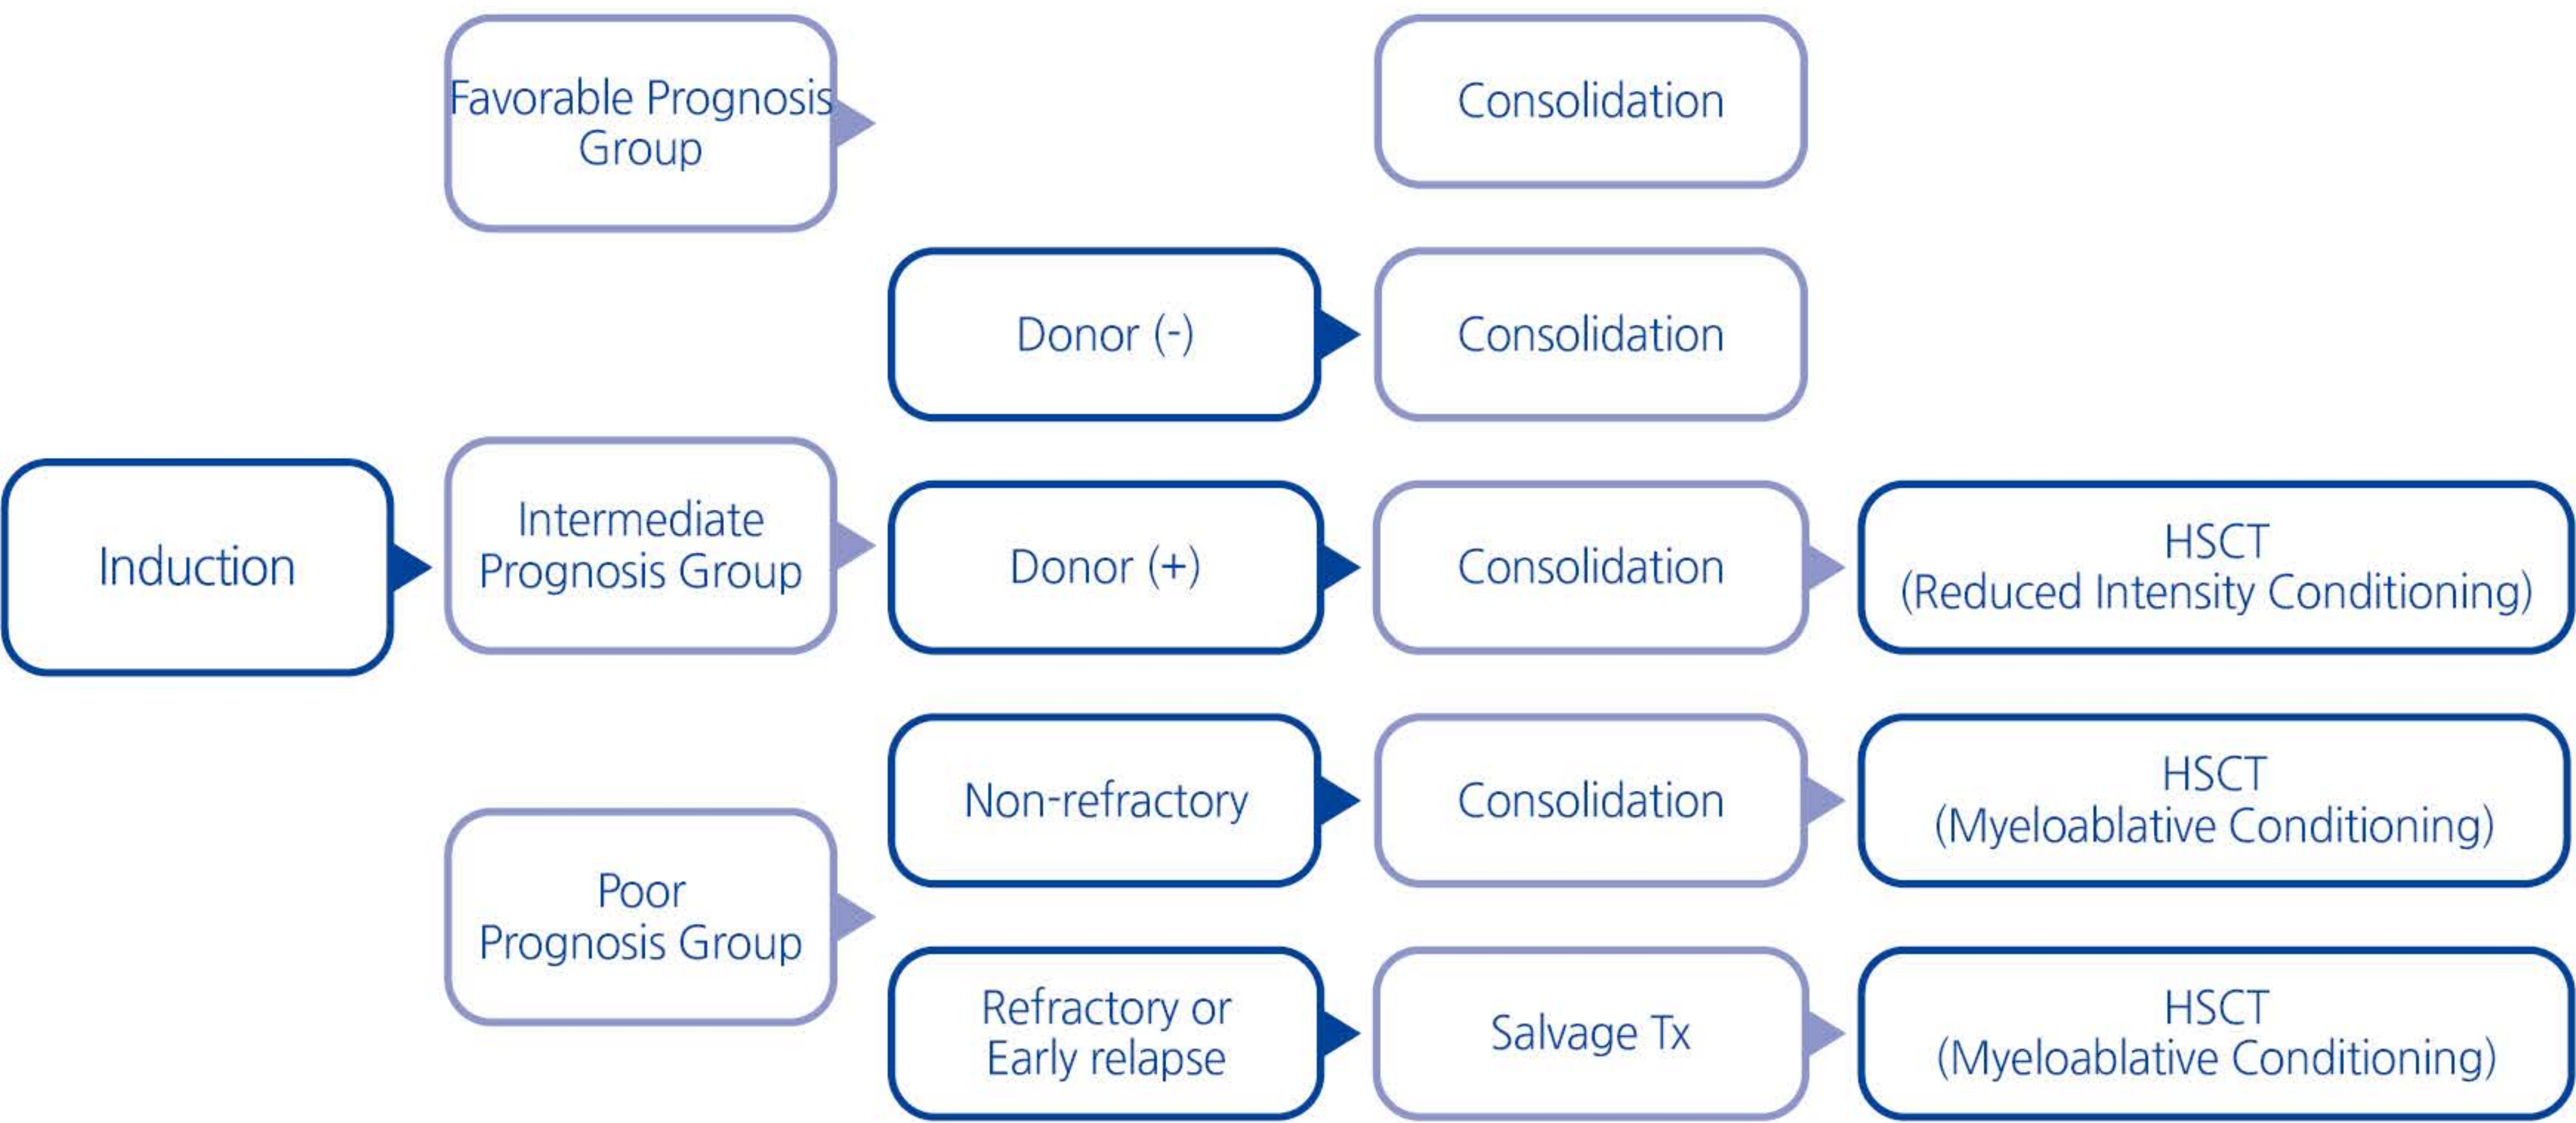 Favorable Prognosis
Group
Consolidation
Donor (-)
Consolidation
Induction
Intermediate
Prognosis Group
Donor (+)
Consolidation
HSCT
(Reduced Intensity Conditioning)
Non-refractory
Consolidation
HSCT
(Myeloablative Conditioning)
Poor
Prognosis Group
Refractory or
Early relapse
Salvage Tx
HSCT
(Myeloablative Conditioning)